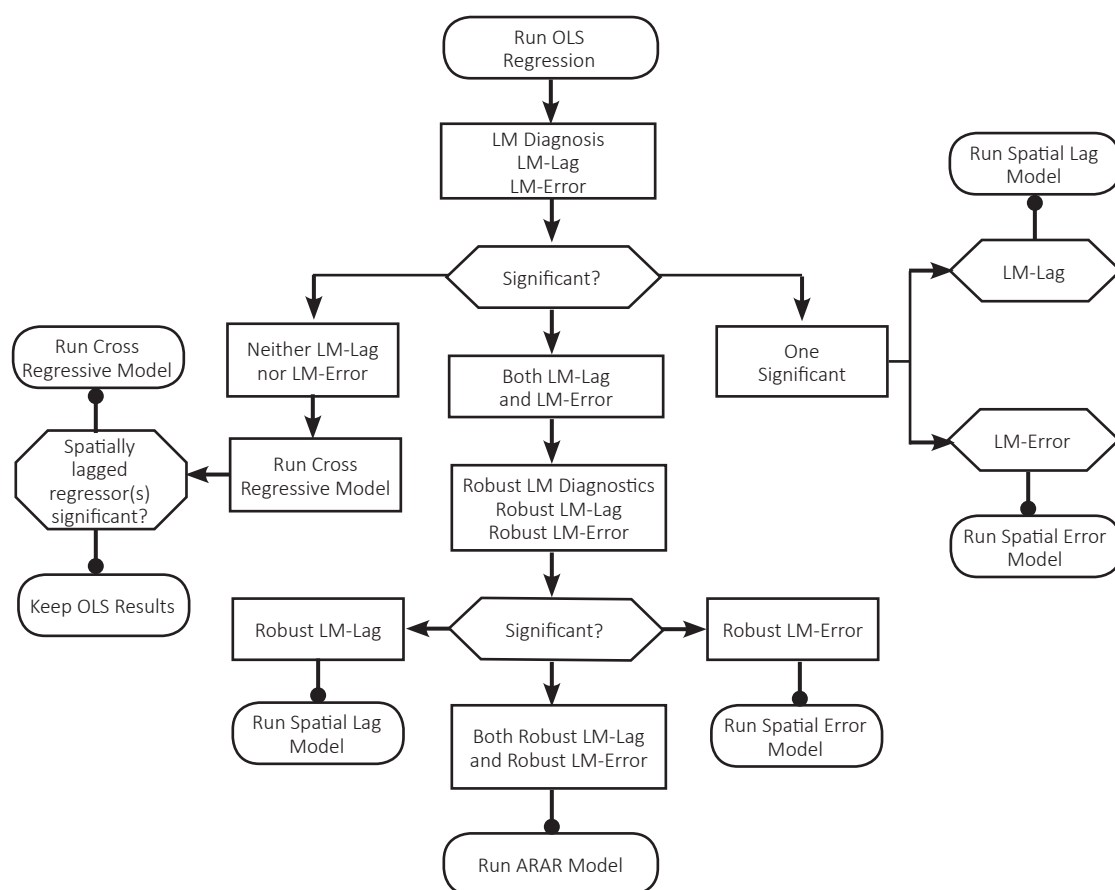 Run OLS
Regression
LM Diagnosis
LM-Lag
LM-Error
Run Spatial Lag
Model
Significant?
LM-Lag
Run Cross
Regressive Model
Neither LM-Lag
nor LM-Error
Both LM-Lag
and LM-Error
One
Significant
LM-Error
Spatially
lagged
regressor(s)
significant?
Run Cross
Regressive Model
Robust LM Diagnostics
Robust LM-Lag
Robust LM-Error
Run Spatial Error
Model
Keep OLS Results
Robust LM-Lag
Significant?
Robust LM-Error
Run Spatial Lag
Model
Both Robust LM-Lag
and Robust LM-Error
Run Spatial Error
Model
Run ARAR Model